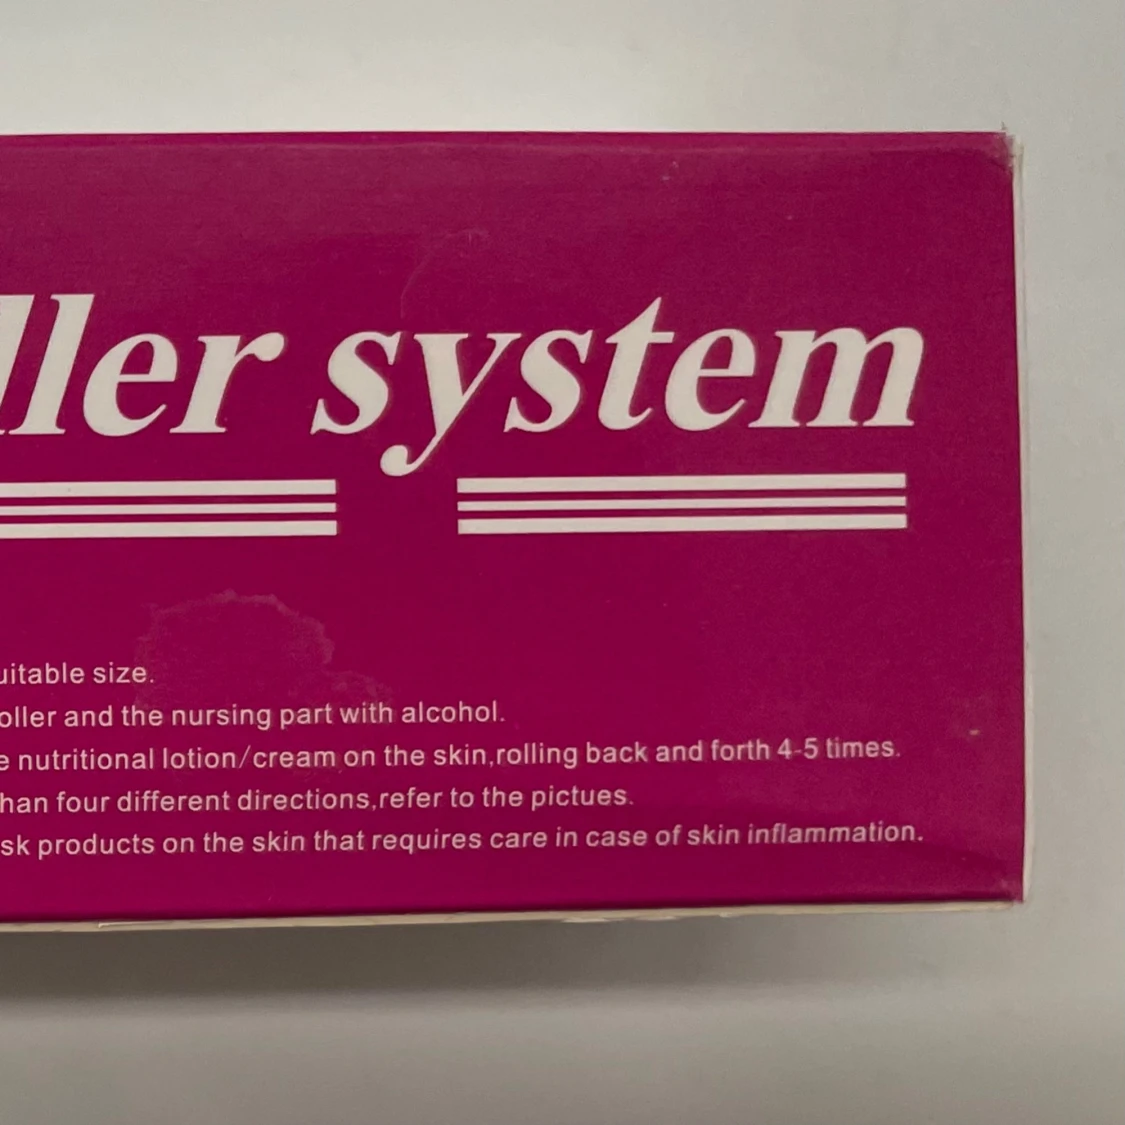 ller system
uitable size.
oller and the nursing part with alcohol.
e nutritional lotion/cream on the skin,rolling back and forth 4-5 times.
han four different directions,refer to the pictues.
sk products on the skin that requires care in case of skin inflammation.